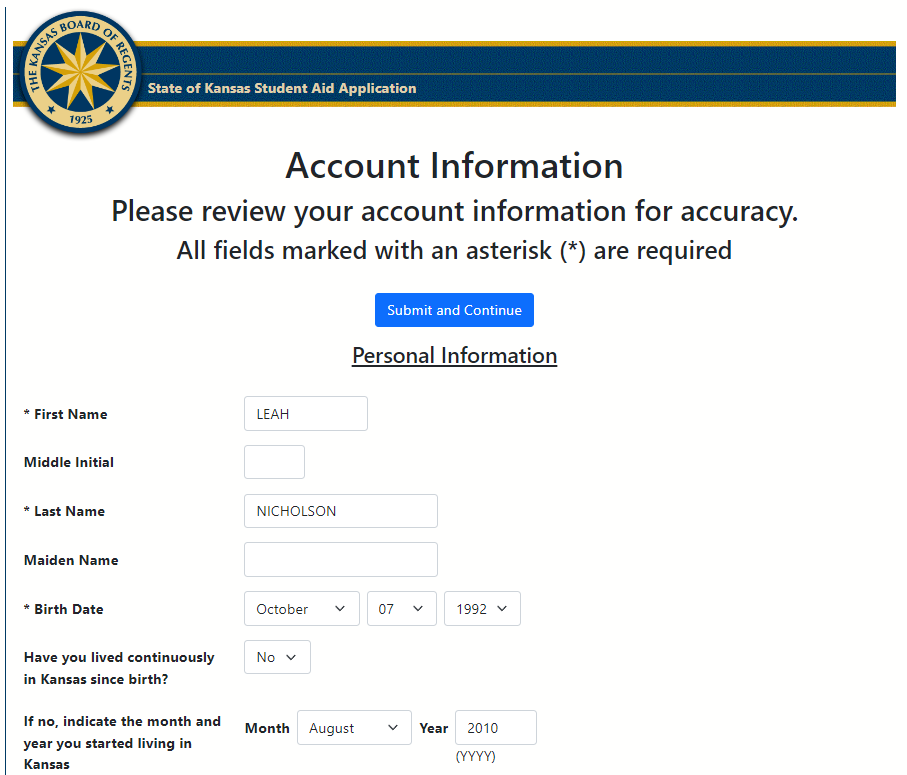 THE KANSAS BOARD OF REGENTS
1925
State of Kansas Student Aid Application
Account Information
Please review your account information for accuracy.
All fields marked with an asterisk (*) are required
Submit and Continue
Personal Information
* First Name LEAH
Middle Initial
* Last Name NICHOLSON
Maiden Name
* Birth Date October 07 1992
Have you lived continuously No
in Kansas since birth?
If no, indicate the month and
Month August Year 2010
year you started living in
(YYYY)
Kansas